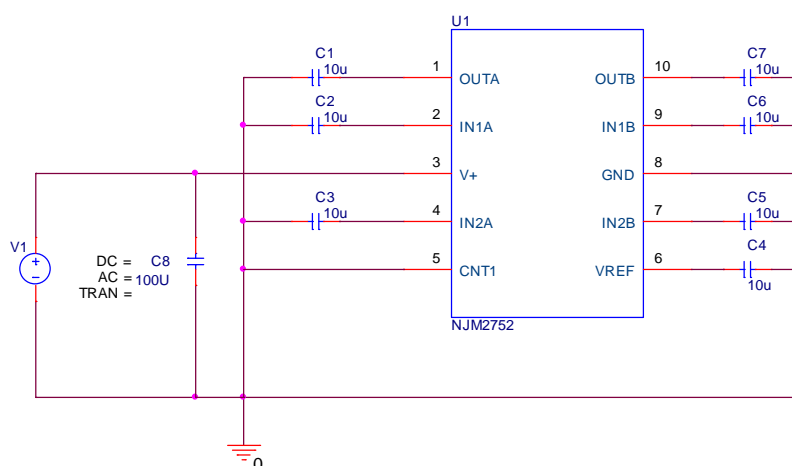 U1
C1
10u
1
OUTA
OUTB
10
C7
10u
C2
10u
2
IN1A
IN1B
9
C6
10u
3
V+
GND
8
C3
10u
4
IN2A
IN2B
7
C5
10u
V1
DC =
AC =
TRAN =
C8
100U
5
CNT1
VREF
6
C4
10u
NJM2752
0